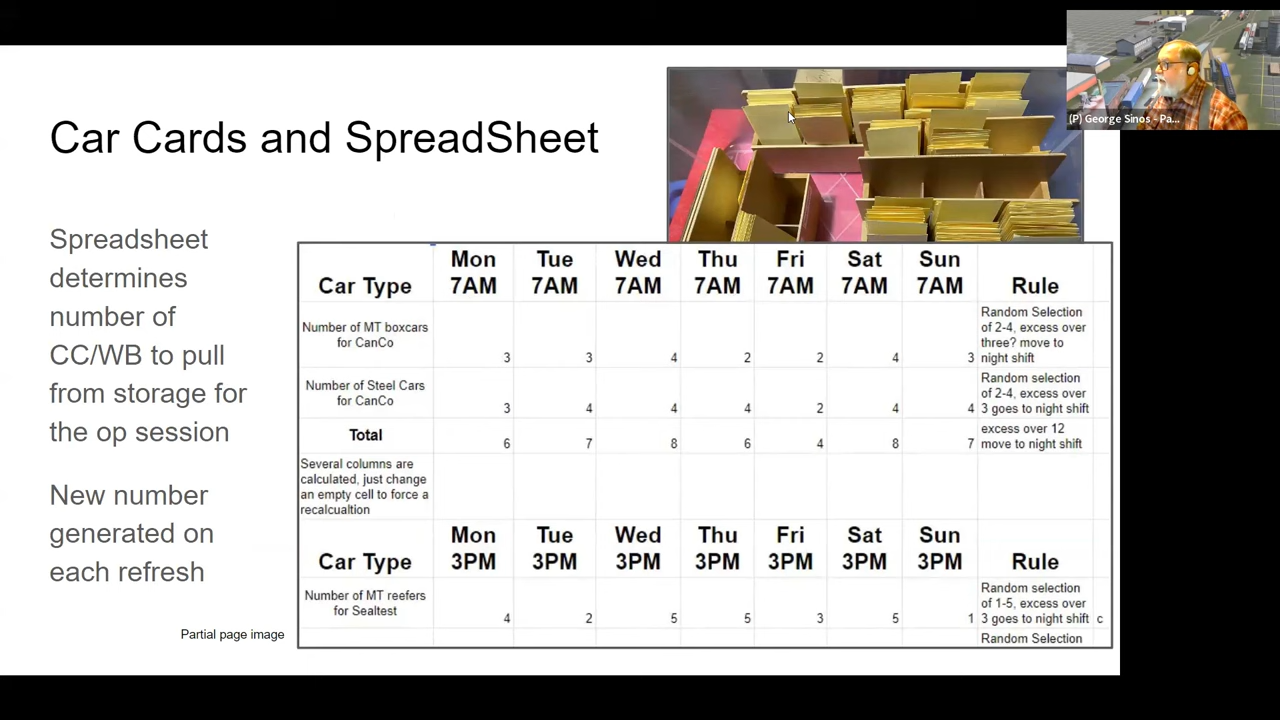 Car Cards and SpreadSheet
(P) George Sinos - Pa...
Spreadsheet
determines
number of
CC/WB to pull
from storage for
the op session
New number
generated on
each refresh
Partial page image
Car Type Mon 7AM Tue 7AM Wed 7AM Thu 7AM Fri 7AM Sat 7AM Sun 7AM Rule
Number of MT boxcars for CanCo 3 3 4 2 2 4 3 Random Selection of 2-4, excess over three? move to night shift
Number of Steel Cars for CanCo 3 4 4 4 2 4 4 Random selection of 2-4, excess over 3 goes to night shift
Total 6 7 8 6 4 8 7 excess over 12 move to night shift
Several columns are
calculated, just change
an empty cell to force a
recalcualtion
Car Type Mon 3PM Tue 3PM Wed 3PM Thu 3PM Fri 3PM Sat 3PM Sun 3PM Rule
Number of MT reefers for Sealtest 4 2 5 5 3 5 1 Random selection of 1-5, excess over 3 goes to night shift c
Random Selection